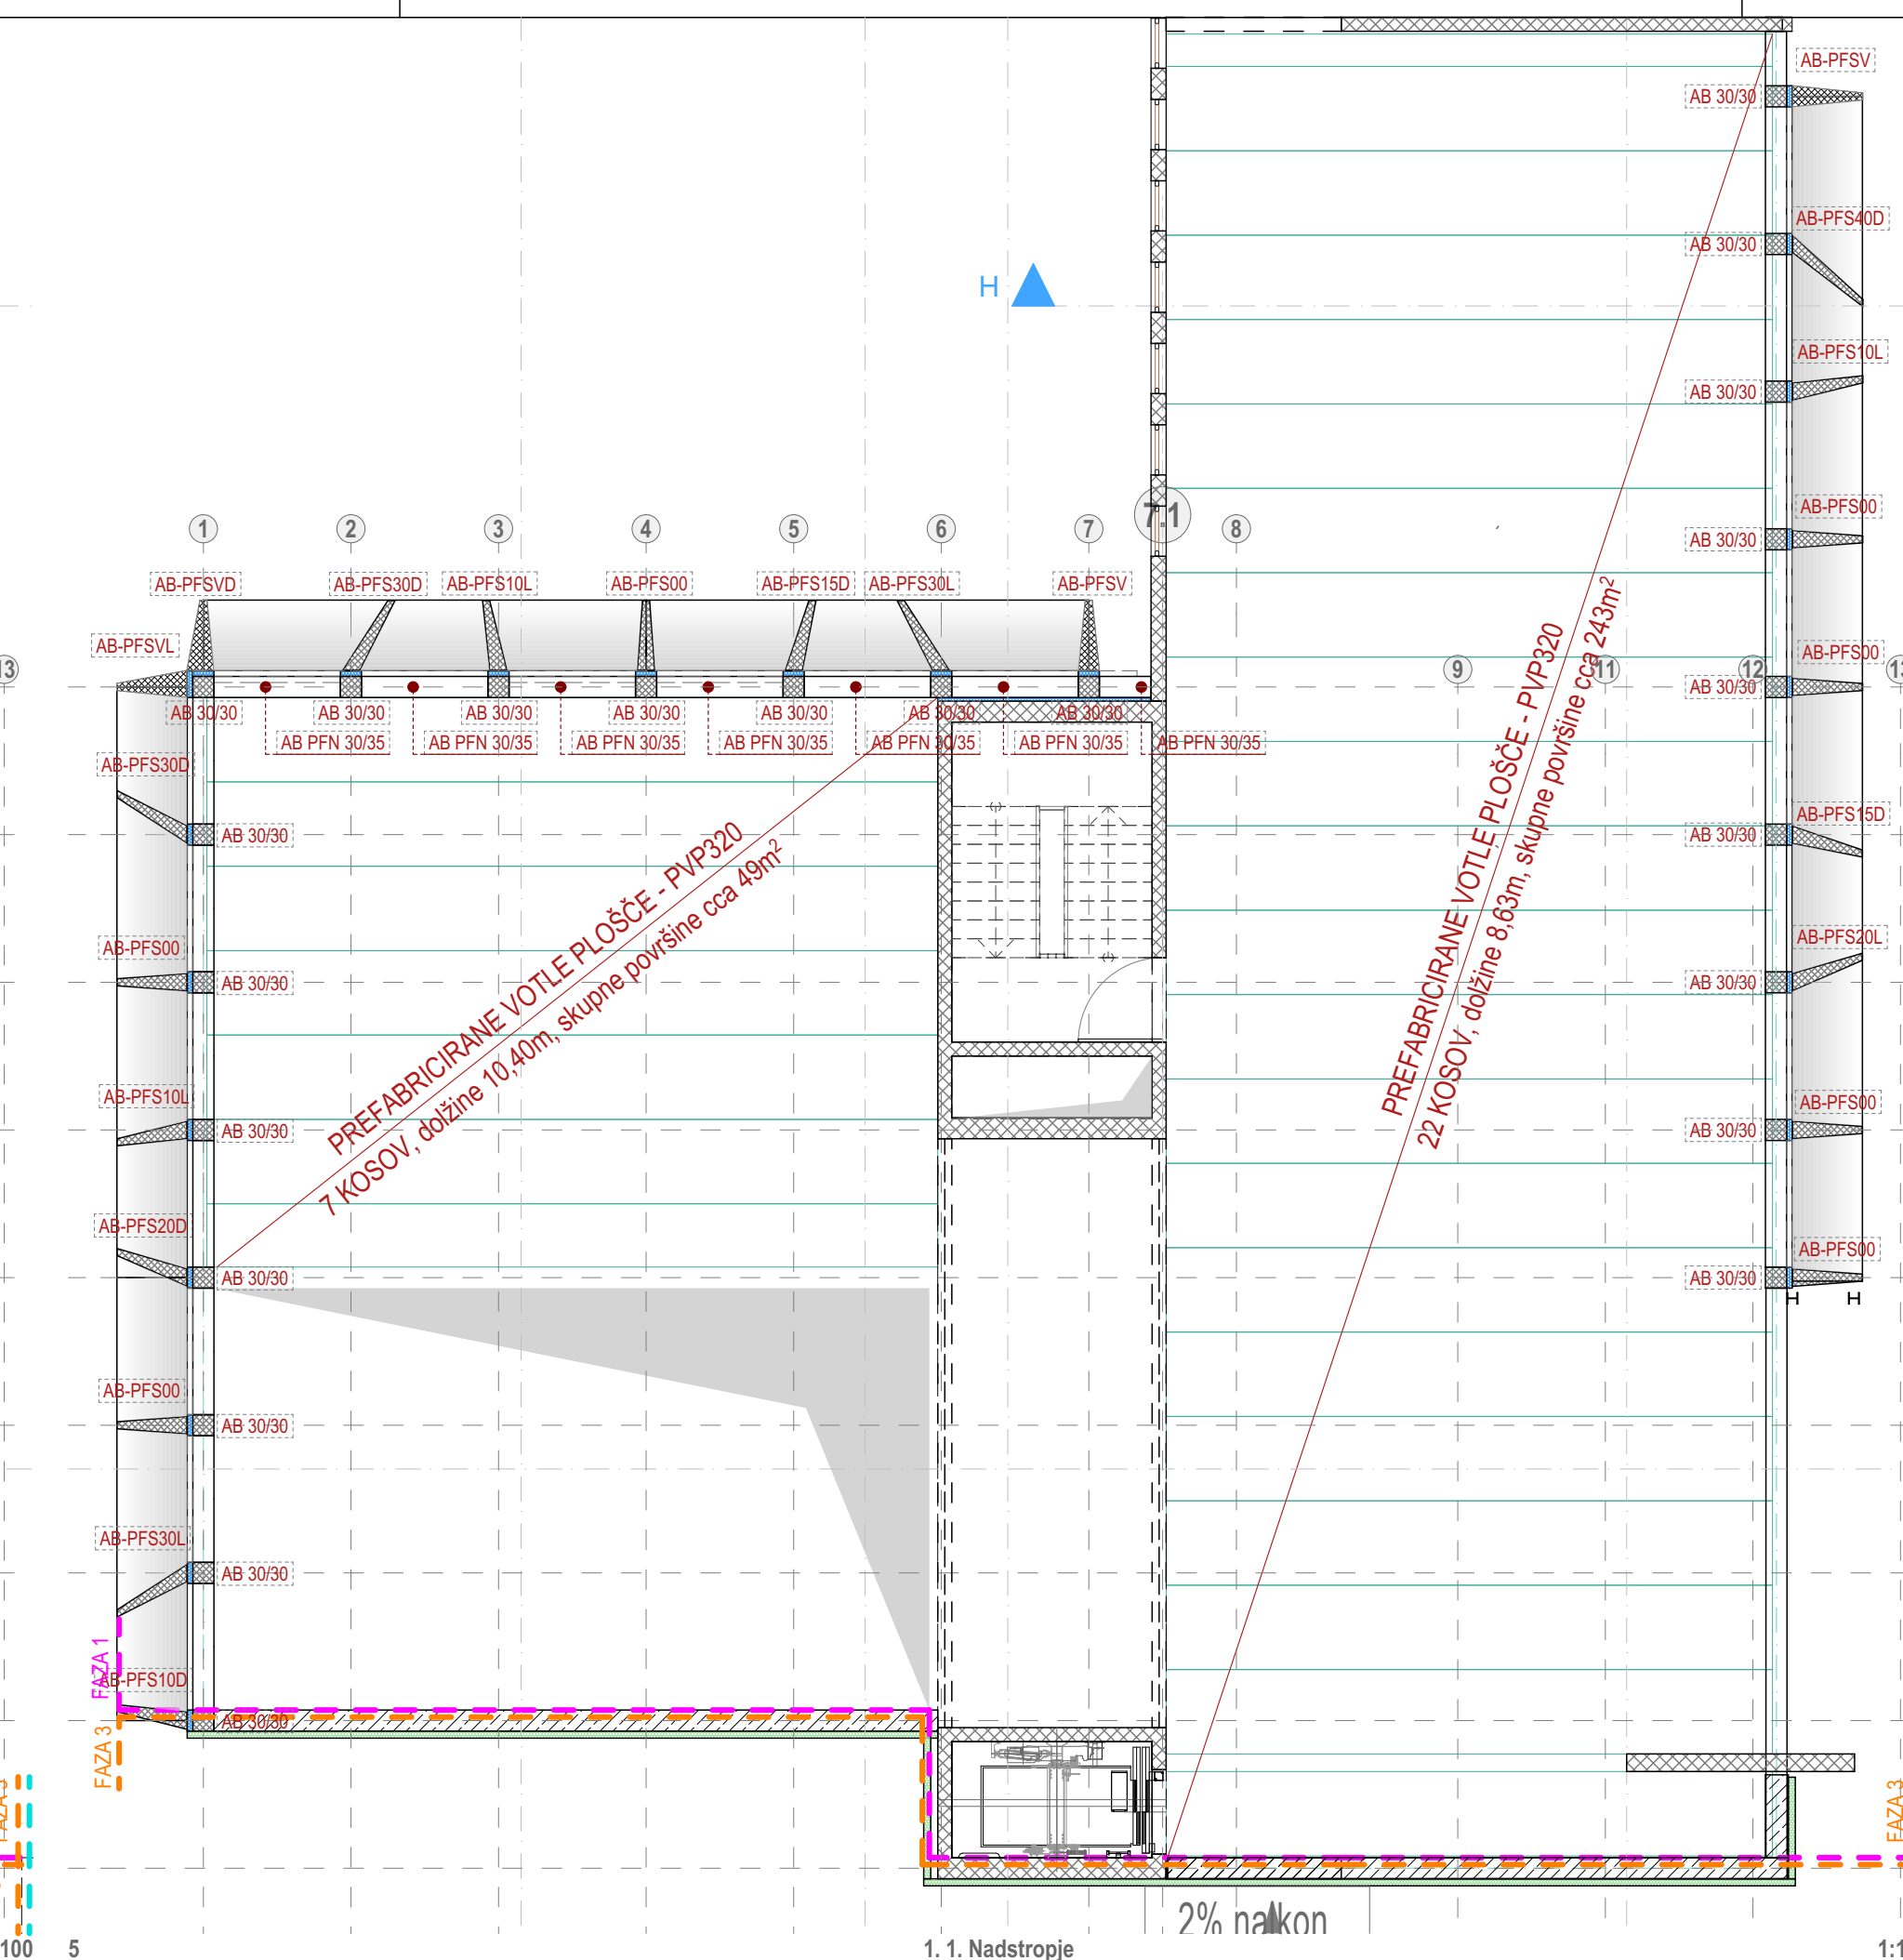 AB-PFSV
AB 30/30
AB-PFS40D
AB 30/30
H
AB-PFS10L
AB 30/30
AB-PFS00
AB 30/30
1
2
3
4
5
6
7
8
AB-PFSVD
AB-PFS30D
AB-PFS10L
AB-PFS00
AB-PFS15D
AB-PFS30L
AB-PFSV
AB-PFSVL
13
9
11
12
13
AB-PFS00
AB 30/30
AB 30/30
AB 30/30
AB 30/30
AB 30/30
AB 30/30
AB 30/30
AB 30/30
AB PFN 30/35
AB PFN 30/35
AB PFN 30/35
AB PFN 30/35
AB PFN 30/35
AB PFN 30/35
AB PFN 30/35
AB-PFS30D
AB 30/30
AB-PFS15D
AB 30/30
PREFABRICIRANE VOTLE PLOŠČE - PVP320
7 KOSOV, dolžine 10,40m, skupne površine cca 49m²
PREFABRICIRANE VOTLE PLOŠČE - PVP320
22 KOSOV, dolžine 8,63m, skupne površine cca 243m²
AB-PFS00
AB 30/30
AB-PFS20L
AB 30/30
AB-PFS10L
AB 30/30
AB-PFS00
AB 30/30
AB-PFS20D
AB 30/30
AB-PFS00
AB 30/30
AB-PFS00
AB 30/30
AB-PFS30L
AB 30/30
FAZA 1
AB-PFS10D
AB 30/30
FAZA 3
FAZA 3
FAZA 3
2% naklon
100
5
1. 1. Nadstropje
1:1